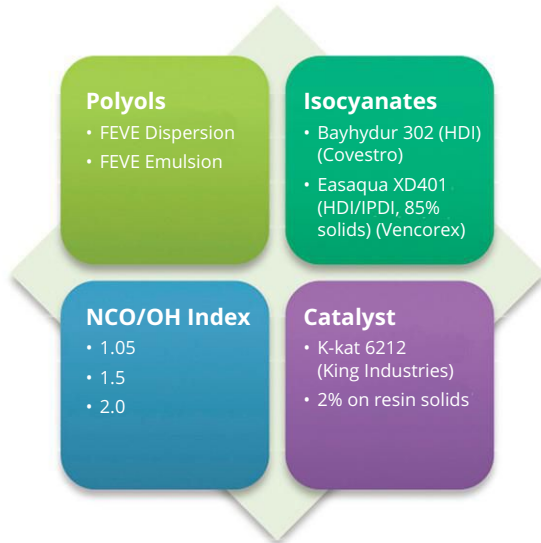 Polyols
• FEVE Dispersion
• FEVE Emulsion
Isocyanates
• Bayhydur 302 (HDI)
(Covestro)
• Easaqua XD401
(HDI/IPDI, 85%
solids) (Vencorex)
NCO/OH Index
• 1.05
• 1.5
• 2.0
Catalyst
• K-kat 6212
(King Industries)
• 2% on resin solids